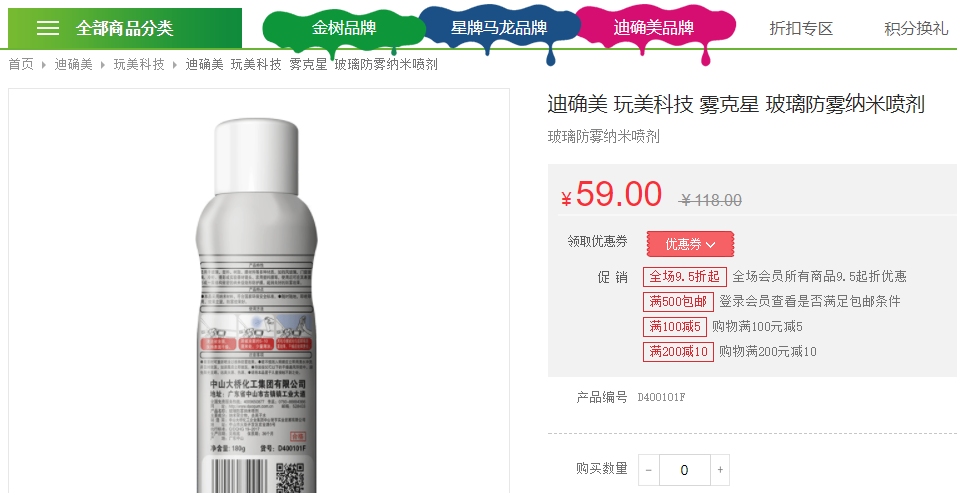 全部商品分类
金树品牌
星牌马龙品牌
迪确美品牌
折扣专区
积分换礼
首页 迪确美 玩美科技 迪确美 玩美科技 雾克星 玻璃防雾纳米喷剂
迪确美 玩美科技 雾克星 玻璃防雾纳米喷剂
玻璃防雾纳米喷剂
¥59.00 ¥118.00
领取优惠券 优惠券
促 销 全场9.5折起 全场会员所有商品9.5起折优惠
满500包邮 登录会员查看是否满足包邮条件
满100减5 购物满100元减5
满200减10 购物满200元减10
产品编号 D400101F
购买数量 - 0 +
中山大桥化工集团有限公司
地址：广东省中山市古镇镇工业大道
合格
净含量：180g 货号：D400101F